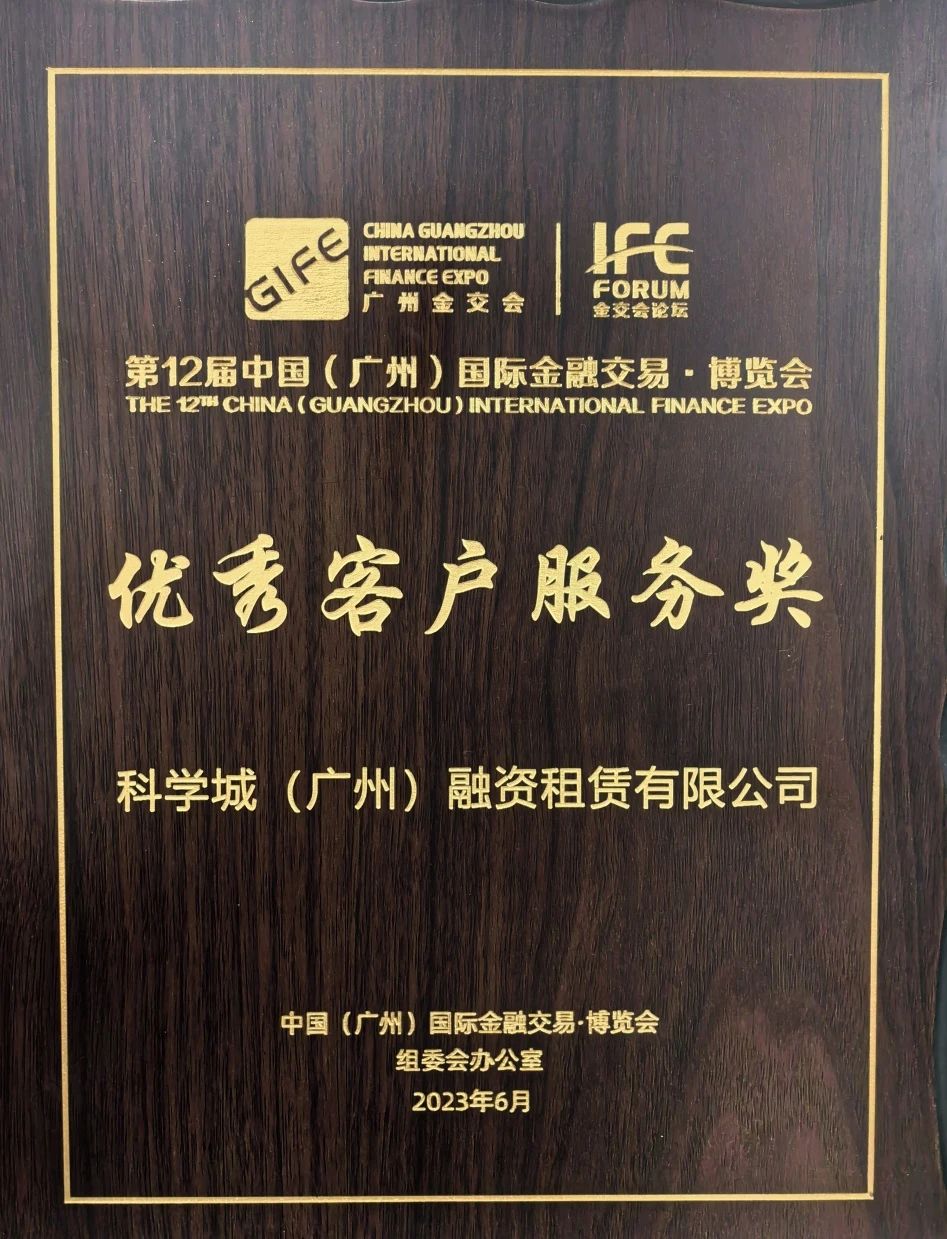 GIFE
CHINA GUANGZHOU
INTERNATIONAL
FINANCE EXPO
广州金交会
IFC
FORUM
金交会论坛
第12届中国（广州）国际金融交易·博览会
THE 12TH CHINA (GUANGZHOU) INTERNATIONAL FINANCE EXPO
优秀客户服务奖
科学城（广州）融资租赁有限公司
中国（广州）国际金融交易·博览会
组委会办公室
2023年6月